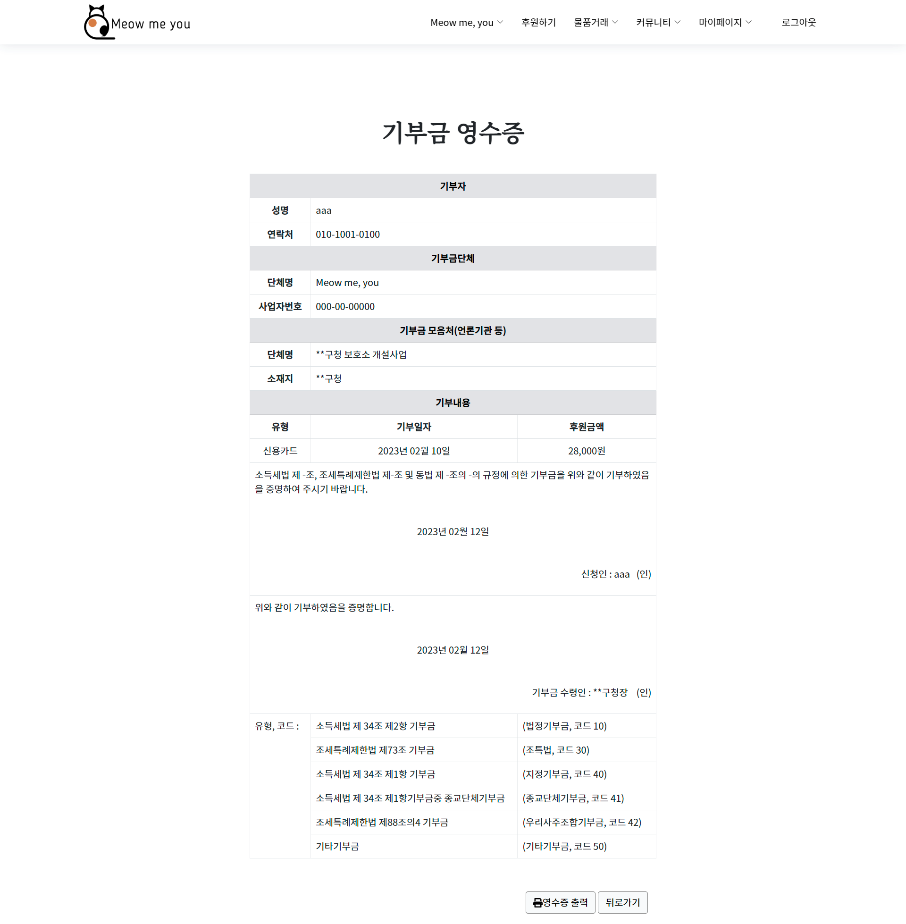 Meow me you
Meow me, you 후원하기 물품거래 커뮤니티 마이페이지 로그아웃
기부금 영수증
기부자
성명 aaa
연락처 010-1001-0100
기부금단체
단체명 Meow me, you
사업자번호 000-00-00000
기부금 모음처(언론기관 등)
단체명 **구청 보호소 개설사업
소재지 **구청
기부내용
유형 기부일자 후원금액
신용카드 2023년 02월 10일 28,000원
소득세법 제 -조, 조세특례제한법 제-조 및 동법 제 -조의 -의 규정에 의한 기부금을 위와 같이 기부하였음
을 증명하여 주시기 바랍니다.
2023년 02월 12일
신청인 : aaa (인)
위와 같이 기부하였음을 증명합니다.
2023년 02월 12일
기부금 수령인 : **구청장 (인)
유형, 코드 : 소득세법 제 34조 제2항 기부금 (법정기부금, 코드 10)
조세특례제한법 제73조 기부금 (조특법, 코드 30)
소득세법 제 34조 제1항 기부금 (지정기부금, 코드 40)
소득세법 제 34조 제1항기부금중 종교단체기부금 (종교단체기부금, 코드 41)
조세특례제한법 제88조의4 기부금 (우리사주조합기부금, 코드 42)
기타기부금 (기타기부금, 코드 50)
영수증 출력 뒤로가기